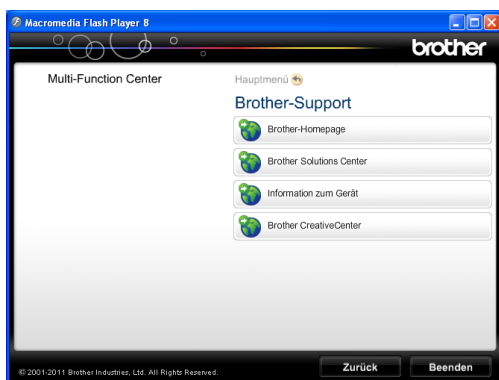 Macromedia Flash Player 8
brother
Multi-Function Center
Hauptmenü
Brother-Support
Brother-Homepage
Brother Solutions Center
Information zum Gerät
Brother CreativeCenter
© 2001-2011 Brother Industries, Ltd. All Rights Reserved.
Zurück
Beenden